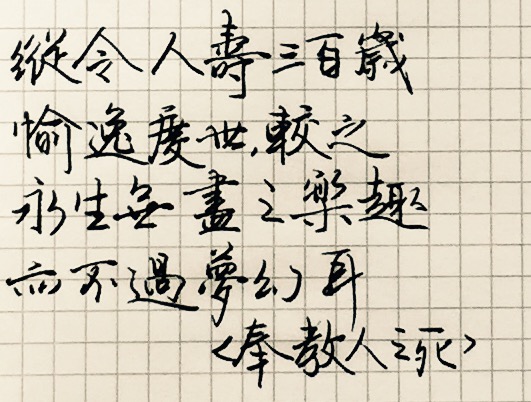 縱令人壽三百歲
愉逸度世,較之
永生無盡之樂趣
亦不過夢幻耳
<奉教人之死>